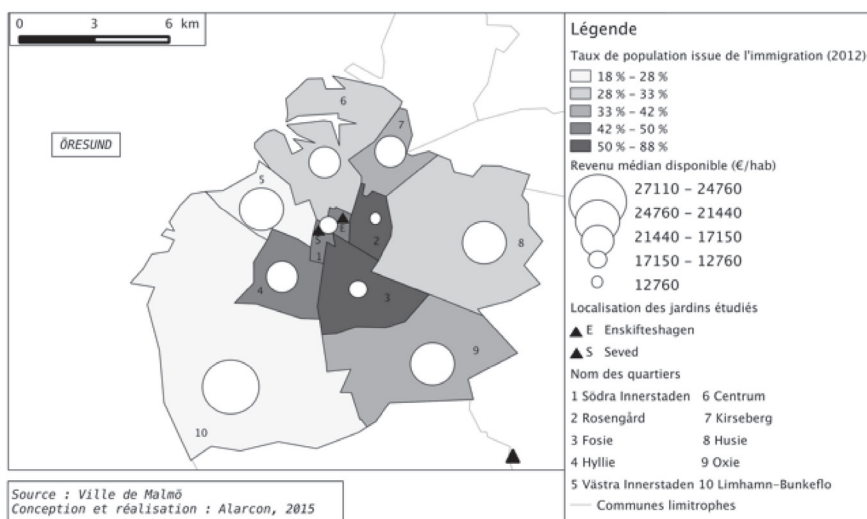 0 3 6 km
ÖRESUND
6
7
5
E
S
1
2
8
4
3
9
10
Source : Ville de Malmö
Conception et réalisation : Alarcon, 2015
Légende
Taux de population issue de l'immigration (2012)
18 % - 28 %
28 % - 33 %
33 % - 42 %
42 % - 50 %
50 % - 88 %
Revenu médian disponible (€/hab)
27110 - 24760
24760 - 21440
21440 - 17150
17150 - 12760
12760
Localisation des jardins étudiés
E Enskifteshagen
S Seved
Nom des quartiers
1 Södra Innerstaden 6 Centrum
2 Rosengård 7 Kirseberg
3 Fosie 8 Husie
4 Hyllie 9 Oxie
5 Västra Innerstaden 10 Limhamn-Bunkeflo
Communes limitrophes